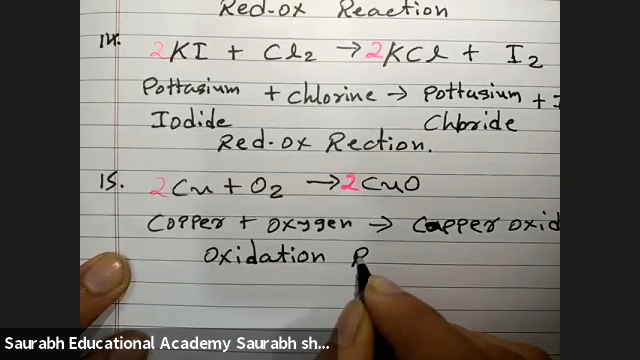 Red-ox Reaction
14. 2KI + Cl2 → 2KCl + I2
Pottasium + chlorine → pottasium +
Iodide Chloride
Red-ox Rection.
15. 2Cu + O2 → 2CuO
Copper + oxygen → Copper oxid
Oxidation R
Saurabh Educational Academy Saurabh sh...